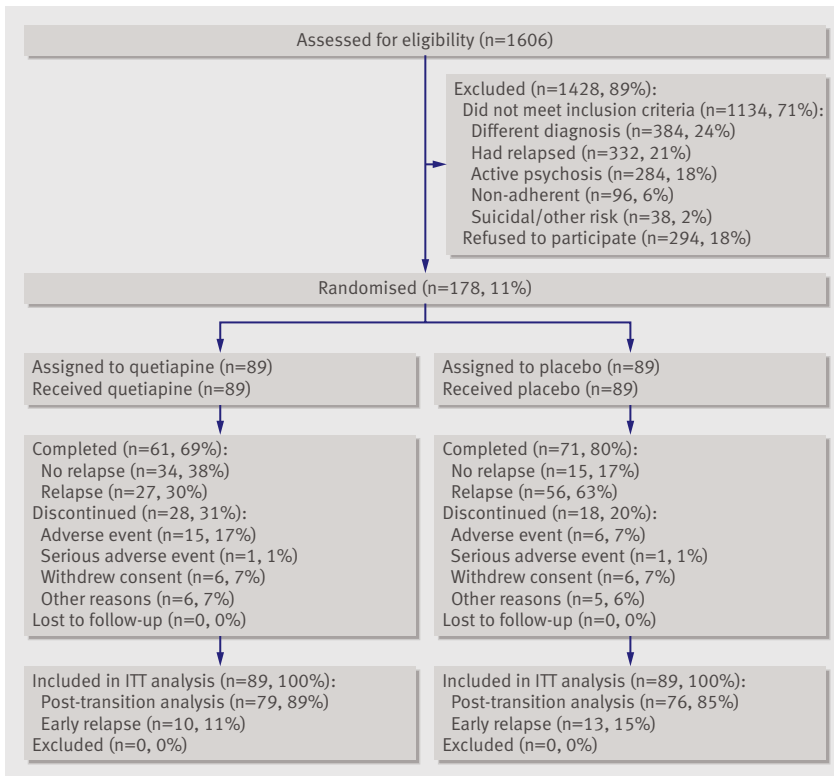 Assessed for eligibility (n=1606)
Excluded (n=1428, 89%):
Did not meet inclusion criteria (n=1134, 71%):
Different diagnosis (n=384, 24%)
Had relapsed (n=332, 21%)
Active psychosis (n=284, 18%)
Non-adherent (n=96, 6%)
Suicidal/other risk (n=38, 2%)
Refused to participate (n=294, 18%)
Randomised (n=178, 11%)
Assigned to quetiapine (n=89)
Received quetiapine (n=89)
Assigned to placebo (n=89)
Received placebo (n=89)
Completed (n=61, 69%):
No relapse (n=34, 38%)
Relapse (n=27, 30%)
Discontinued (n=28, 31%):
Adverse event (n=15, 17%)
Serious adverse event (n=1, 1%)
Withdrew consent (n=6, 7%)
Other reasons (n=6, 7%)
Lost to follow-up (n=0, 0%)
Completed (n=71, 80%):
No relapse (n=15, 17%)
Relapse (n=56, 63%)
Discontinued (n=18, 20%):
Adverse event (n=6, 7%)
Serious adverse event (n=1, 1%)
Withdrew consent (n=6, 7%)
Other reasons (n=5, 6%)
Lost to follow-up (n=0, 0%)
Included in ITT analysis (n=89, 100%):
Post-transition analysis (n=79, 89%)
Early relapse (n=10, 11%)
Excluded (n=0, 0%)
Included in ITT analysis (n=89, 100%):
Post-transition analysis (n=76, 85%)
Early relapse (n=13, 15%)
Excluded (n=0, 0%)